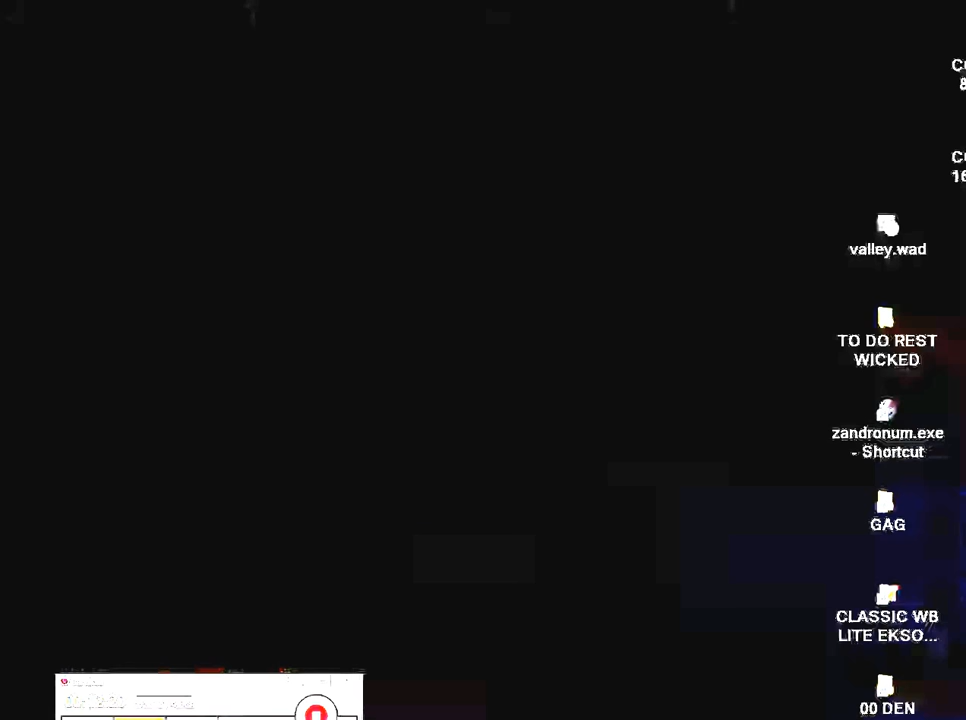 valley.wad
TO DO REST
WICKED
zandronum.exe
- Shortcut
GAG
CLASSIC WB
LITE EKSO...
00 DEN